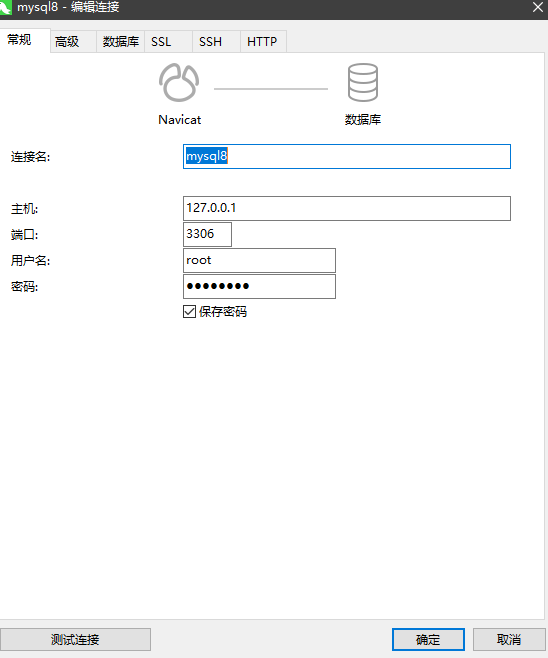 mysql8 - 编辑连接
常规 高级 数据库 SSL SSH HTTP
Navicat 数据库
连接名: mysql8
主机: 127.0.0.1
端口: 3306
用户名: root
密码: ●●●●●●●●
保存密码
测试连接 确定 取消